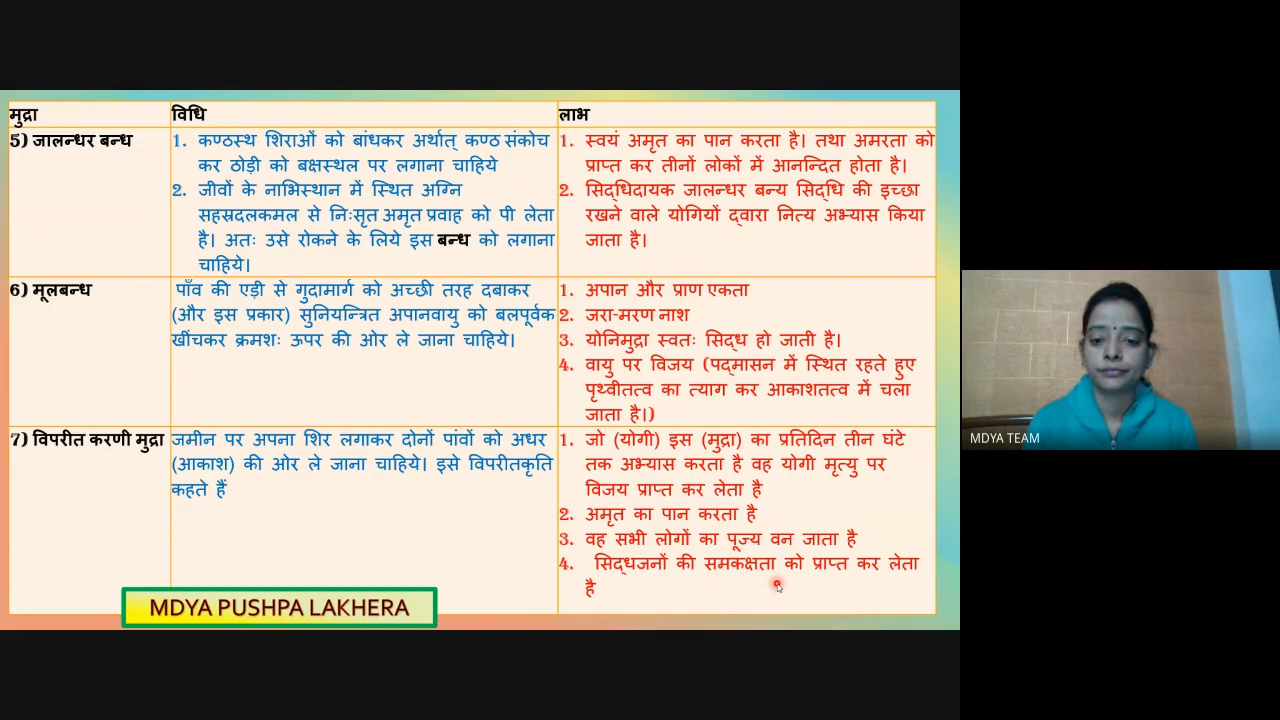 मुद्रा विधि लाभ
5) जालन्धर बन्ध
1. कण्ठस्थ शिराओं को बांधकर अर्थात् कण्ठ संकोच
कर ठोड़ी को बक्षस्थल पर लगाना चाहिये
2. जीवों के नाभिस्थान में स्थित अग्नि
सहस्रदलकमल से निःसृत अमृत प्रवाह को पी लेता
है। अतः उसे रोकने के लिये इस बन्ध को लगाना
चाहिये।
1. स्वयं अमृत का पान करता है। तथा अमरता को
प्राप्त कर तीनों लोकों में आनन्दित होता है।
2. सिद्धिदायक जालन्धर बन्य सिद्धि की इच्छा
रखने वाले योगियों द्वारा नित्य अभ्यास किया
जाता है।
6) मूलबन्ध
पाँव की एड़ी से गुदामार्ग को अच्छी तरह दबाकर
(और इस प्रकार) सुनियन्त्रित अपानवायु को बलपूर्वक
खींचकर क्रमशः ऊपर की ओर ले जाना चाहिये।
1. अपान और प्राण एकता
2. जरा-मरण नाश
3. योनिमुद्रा स्वतः सिद्ध हो जाती है।
4. वायु पर विजय (पद्मासन में स्थित रहते हुए
पृथ्वीतत्व का त्याग कर आकाशतत्व में चला
जाता है।)
7) विपरीत करणी मुद्रा
जमीन पर अपना शिर लगाकर दोनों पांवों को अधर
(आकाश) की ओर ले जाना चाहिये। इसे विपरीतकृति
कहते हैं
1. जो (योगी) इस (मुद्रा) का प्रतिदिन तीन घंटे
तक अभ्यास करता है वह योगी मृत्यु पर
विजय प्राप्त कर लेता है
2. अमृत का पान करता है
3. वह सभी लोगों का पूज्य वन जाता है
4. सिद्धजनों की समकक्षता को प्राप्त कर लेता
है
MDYA PUSHPA LAKHERA
MDYA TEAM